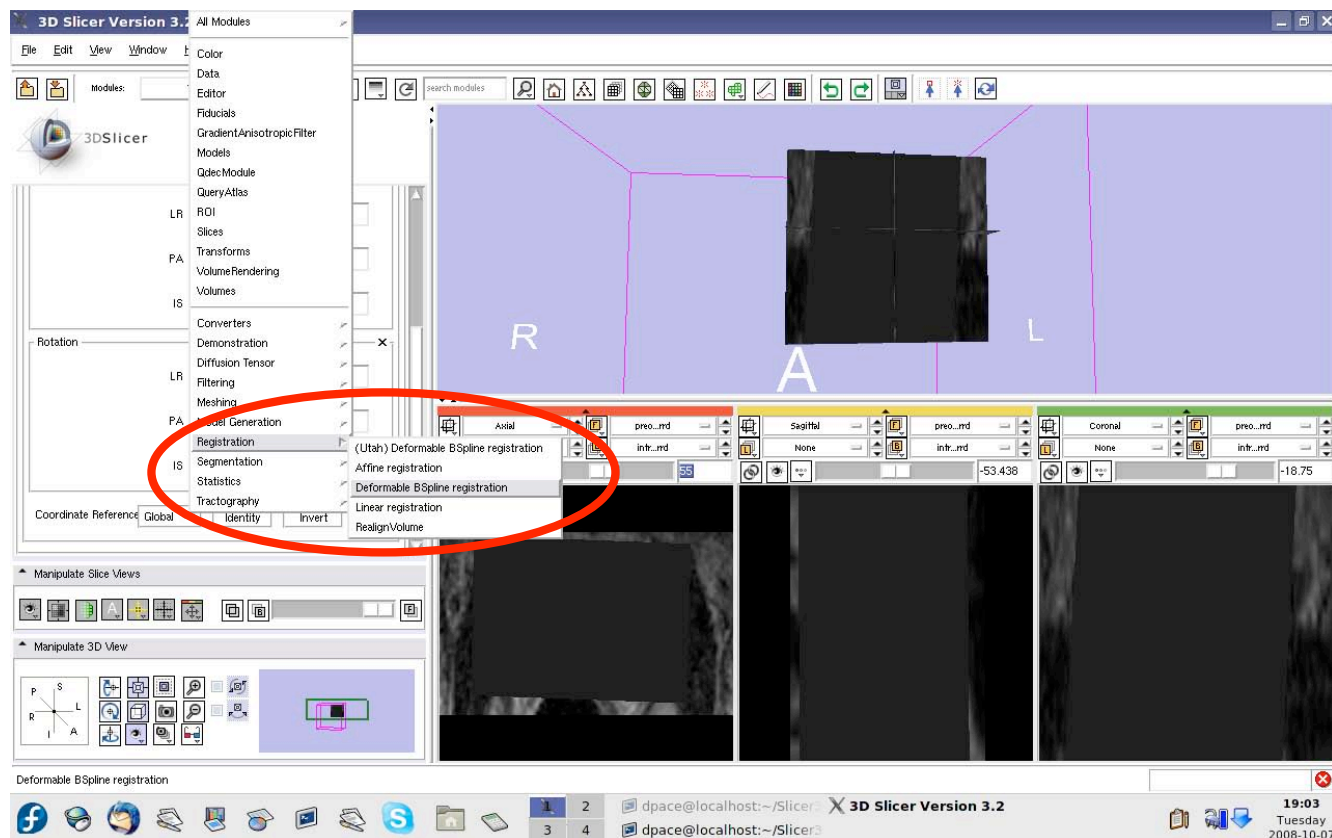 3D Slicer Version 3.2
File Edit View Window H
Modules:
search modules
3DSlicer
All Modules
Color
Data
Editor
Fiducials
GradientAnisotropicFilter
Models
QdecModule
QueryAtlas
ROI
Slices
Transforms
VolumeRendering
Volumes
Converters
Demonstration
Diffusion Tensor
Filtering
Meshing
Model Generation
Registration
Segmentation
Statistics
Tractography
(Utah) Deformable BSpline registration
Affine registration
Deformable BSpline registration
Linear registration
RealignVolume
LR
PA
IS
Rotation
LR
PA
IS
Coordinate Reference Global Identity Invert
R
A
L
Axial preo...rrd
intr...rrd
55
Sagittal preo...rrd
None intr...rrd
-53.438
Coronal preo...rrd
None intr...rrd
-18.75
Manipulate Slice Views
Manipulate 3D View
P S
R L
I A
Deformable BSpline registration
1 2
3 4
dpace@localhost:~/Slicer3
dpace@localhost:~/Slicer3
3D Slicer Version 3.2
19:03
Tuesday